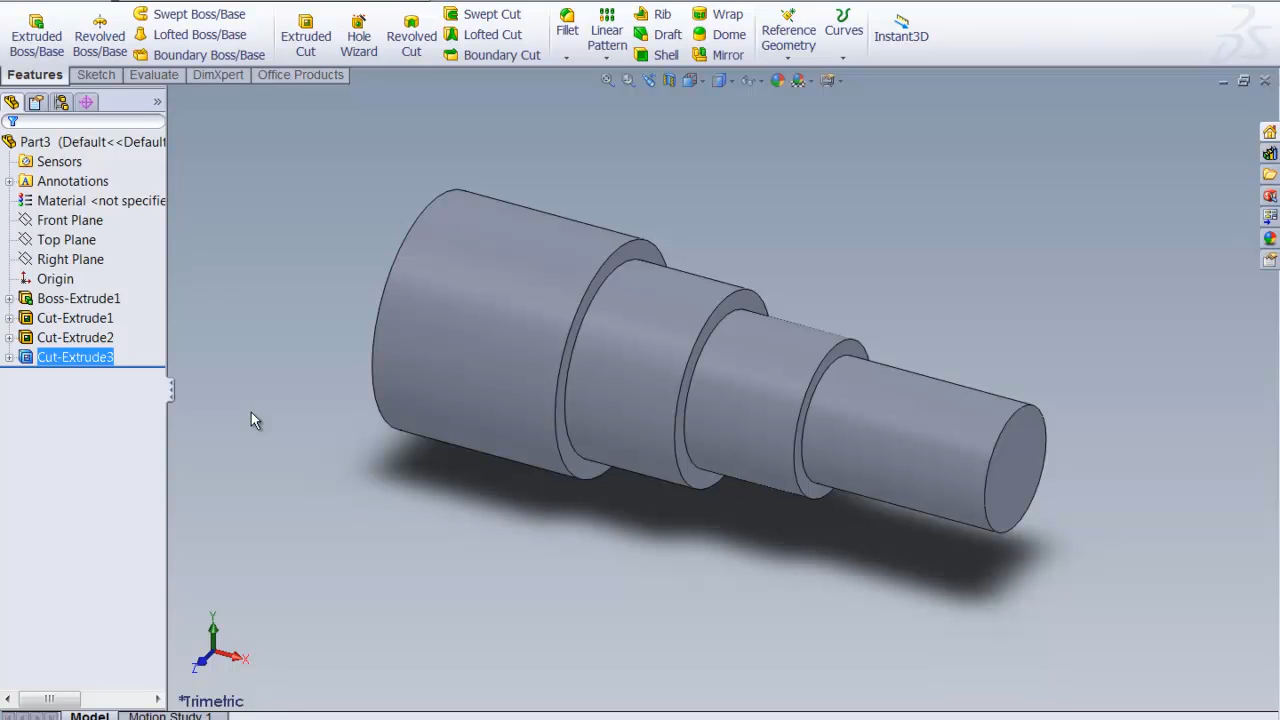 Extruded Boss/Base
Revolved Boss/Base
Swept Boss/Base
Lofted Boss/Base
Boundary Boss/Base
Extruded Cut
Hole Wizard
Revolved Cut
Swept Cut
Lofted Cut
Boundary Cut
Fillet
Linear Pattern
Rib
Draft
Shell
Wrap
Dome
Mirror
Reference Geometry
Curves
Instant3D
Features
Sketch
Evaluate
DimXpert
Office Products
Part3 (Default<<Default
Sensors
Annotations
Material <not specifie
Front Plane
Top Plane
Right Plane
Origin
Boss-Extrude1
Cut-Extrude1
Cut-Extrude2
Cut-Extrude3
Y
X
Z
*Trimetric
Model
Motion Study 1